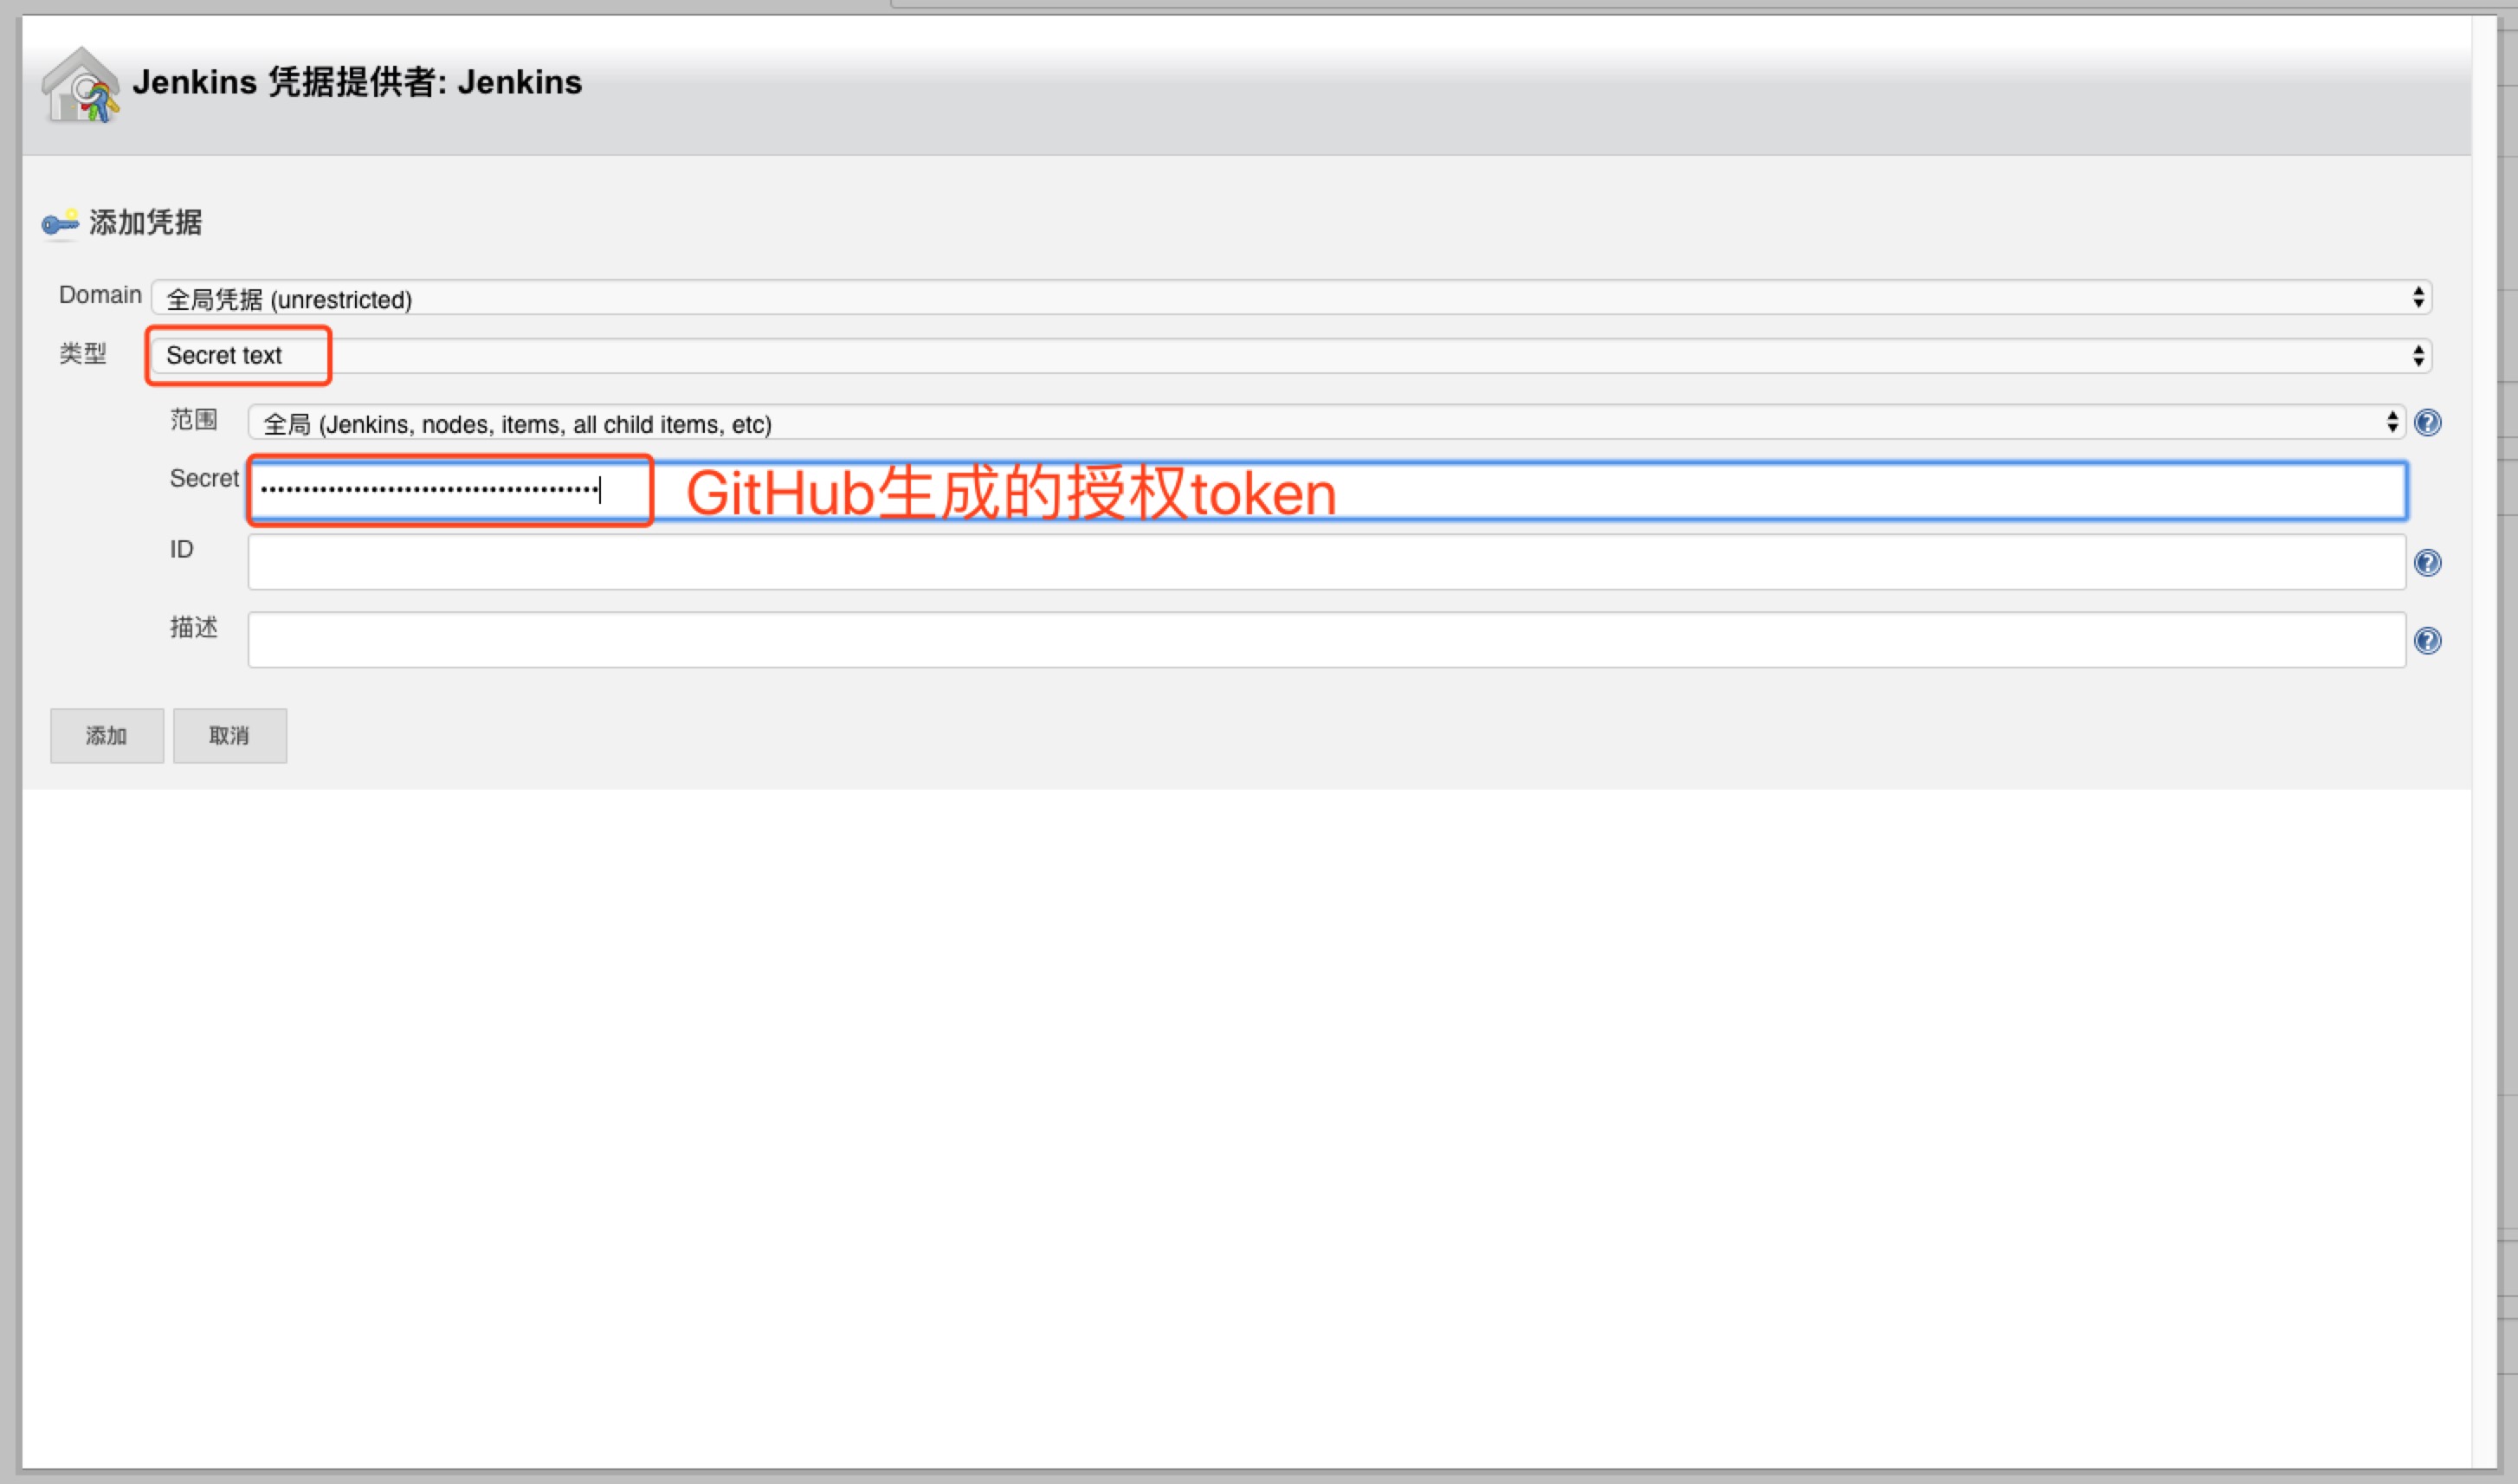 Jenkins 凭据提供者: Jenkins
添加凭据
Domain 全局凭据 (unrestricted)
类型 Secret text
范围 全局 (Jenkins, nodes, items, all child items, etc)
Secret GitHub生成的授权token
ID
描述
添加 取消